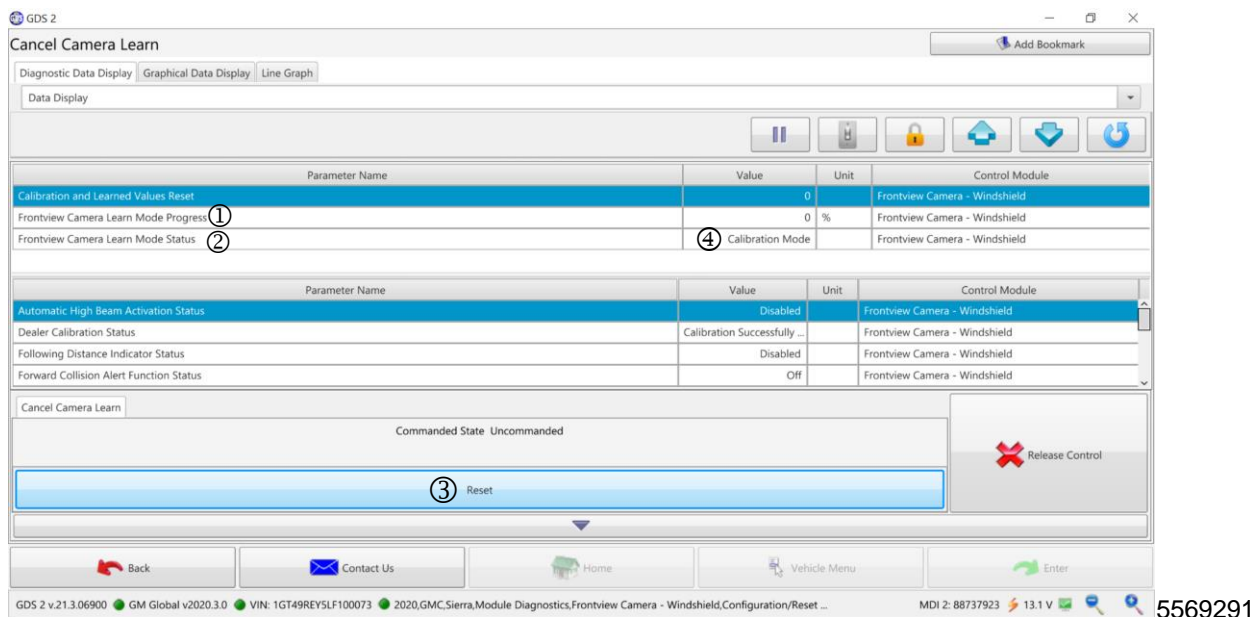 GDS 2
Cancel Camera Learn
Add Bookmark
Diagnostic Data Display Graphical Data Display Line Graph
Data Display
Parameter Name Value Unit Control Module
Calibration and Learned Values Reset 0 Frontview Camera - Windshield
Frontview Camera Learn Mode Progress ① 0 % Frontview Camera - Windshield
Frontview Camera Learn Mode Status ② ④ Calibration Mode Frontview Camera - Windshield
Parameter Name Value Unit Control Module
Automatic High Beam Activation Status Disabled Frontview Camera - Windshield
Dealer Calibration Status Calibration Successfully ... Frontview Camera - Windshield
Following Distance Indicator Status Disabled Frontview Camera - Windshield
Forward Collision Alert Function Status Off Frontview Camera - Windshield
Cancel Camera Learn
Commanded State Uncommanded
Release Control
③ Reset
Back Contact Us Home Vehicle Menu Enter
GDS 2 v.21.3.06900 GM Global v2020.3.0 VIN: 1GT49REY5LF100073 2020,GMC,Sierra,Module Diagnostics,Frontview Camera - Windshield,Configuration/Reset ... MDI 2: 88737923 13.1 V
5569291